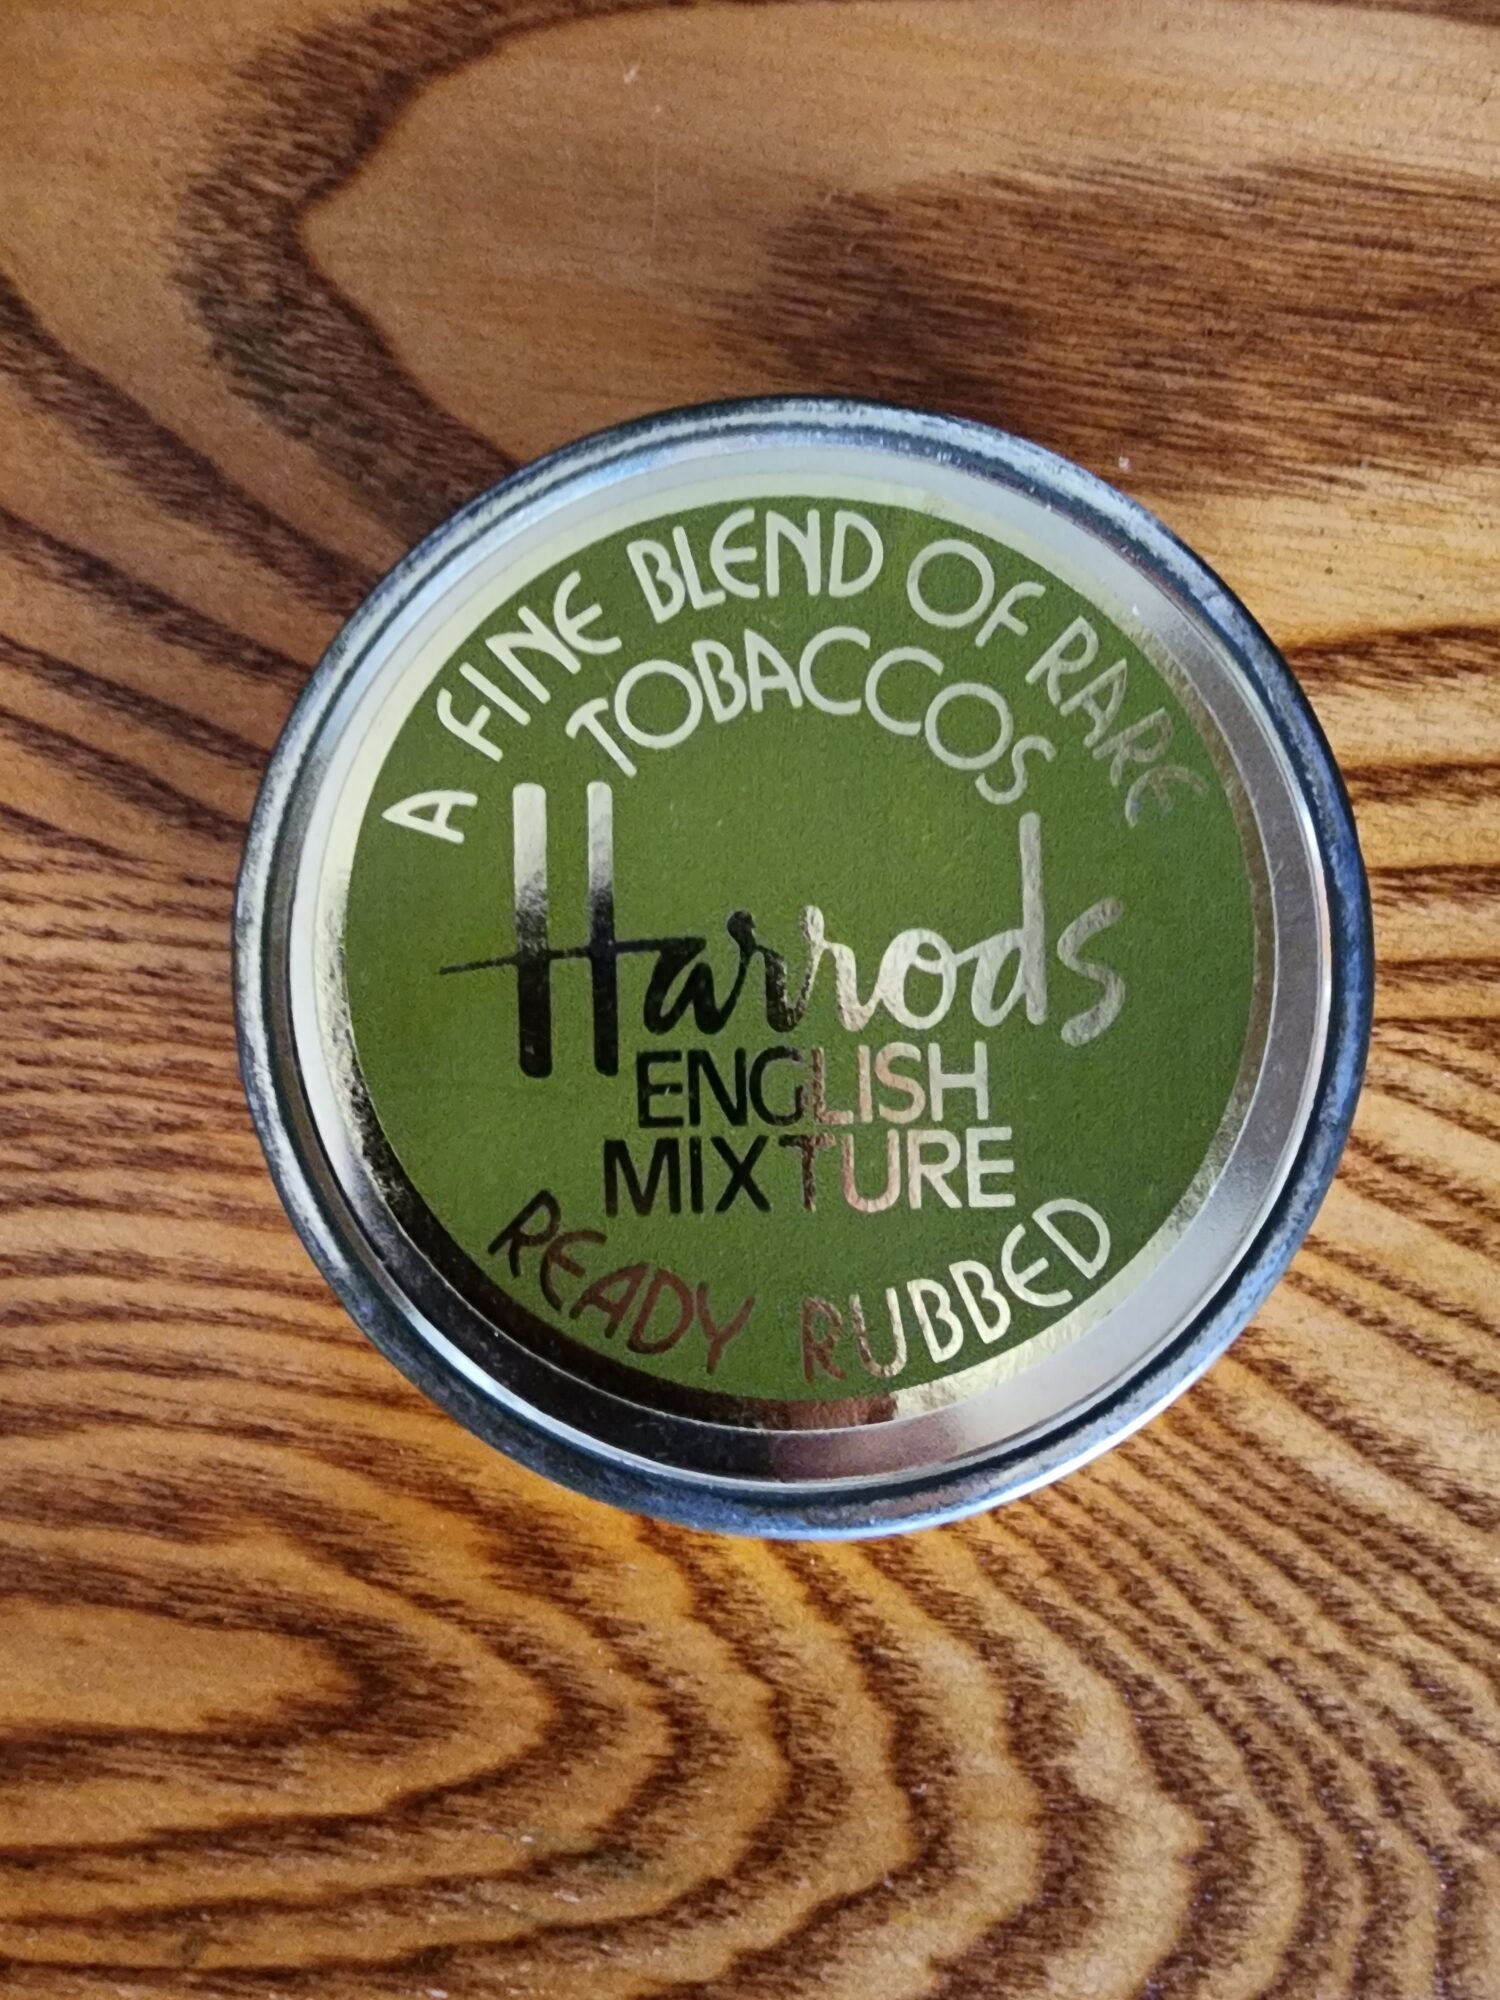 A FINE BLEND OF RARE
TOBACCOS
Harrods
ENGLISH
MIXTURE
READY RUBBED